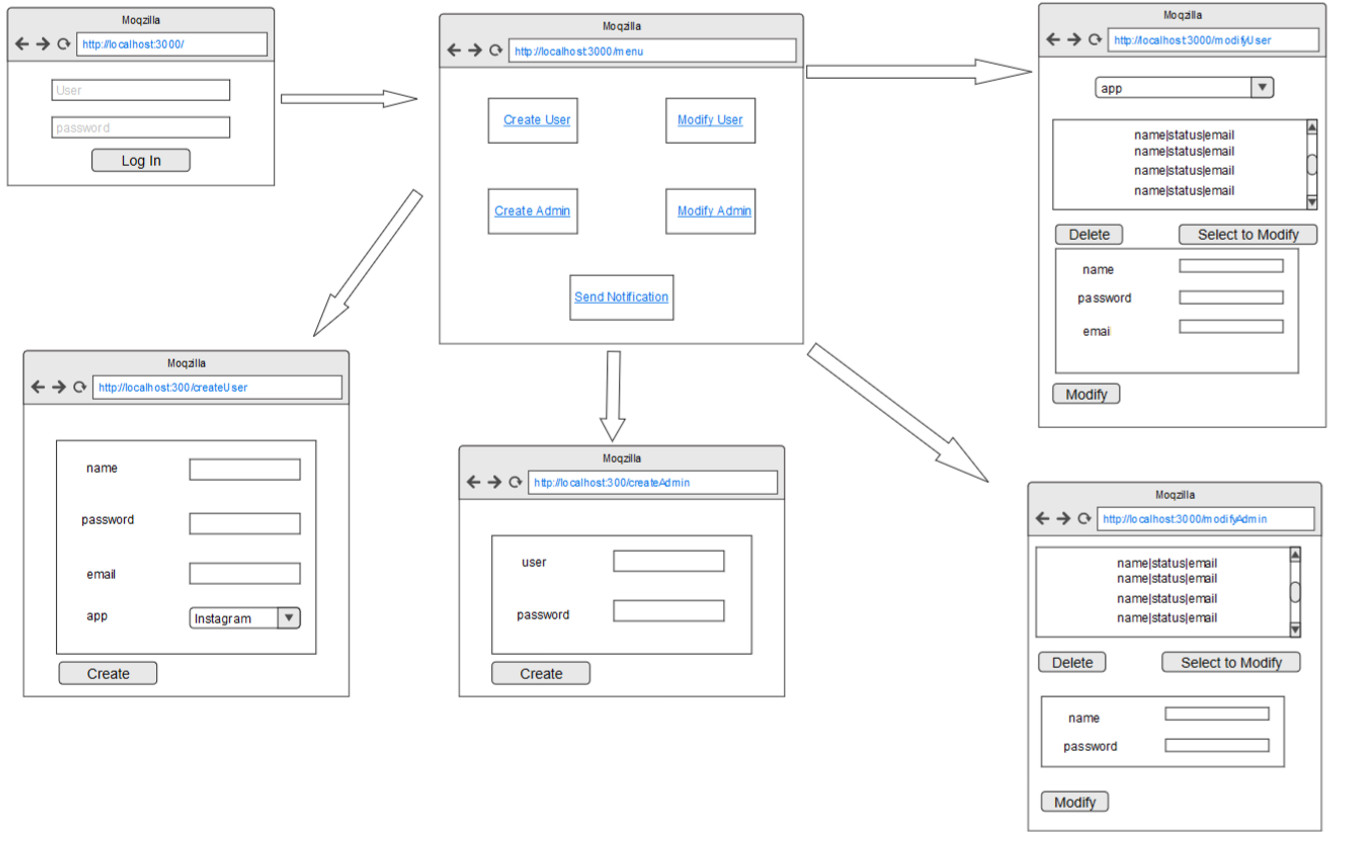 Moqzilla
http://localhost:3000/
User
password
Log In
Moqzilla
http://localhost:3000/menu
Create User
Modify User
Create Admin
Modify Admin
Send Notification
Moqzilla
http://localhost:3000/modifyUser
app
name|status|email
name|status|email
name|status|email
name|status|email
Delete
Select to Modify
name
password
emai
Modify
Moqzilla
http://localhost:300/createUser
name
password
email
app
Instagram
Create
Moqzilla
http://localhost:300/createAdmin
user
password
Create
Moqzilla
http://localhost:3000/modifyAdmin
name|status|email
name|status|email
name|status|email
name|status|email
Delete
Select to Modify
name
password
Modify